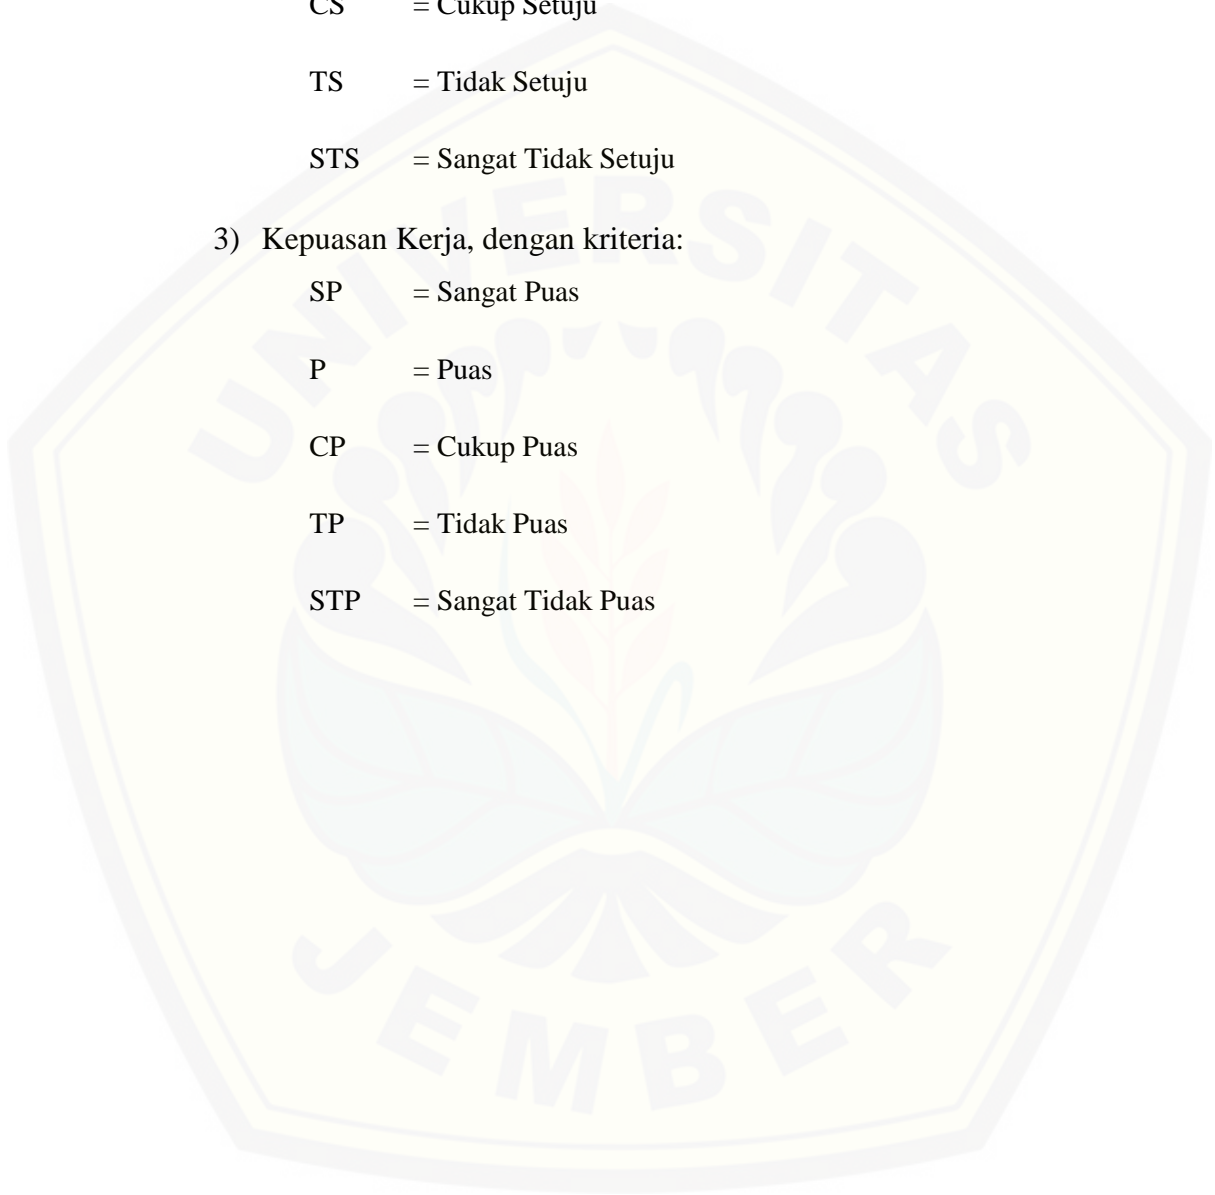 CS = Cukup Setuju
TS = Tidak Setuju
STS = Sangat Tidak Setuju
3) Kepuasan Kerja, dengan kriteria:
SP = Sangat Puas
P = Puas
CP = Cukup Puas
TP = Tidak Puas
STP = Sangat Tidak Puas
UNIVERSITAS
JEMBER